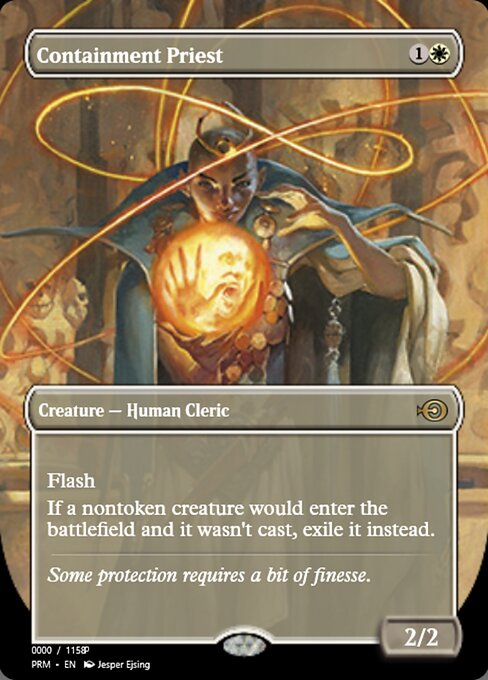 Containment Priest 1
Creature — Human Cleric
Flash
If a nontoken creature would enter the
battlefield and it wasn't cast, exile it instead.
Some protection requires a bit of finesse.
2/2
0000 / 1158P
PRM • EN Jesper Ejsing